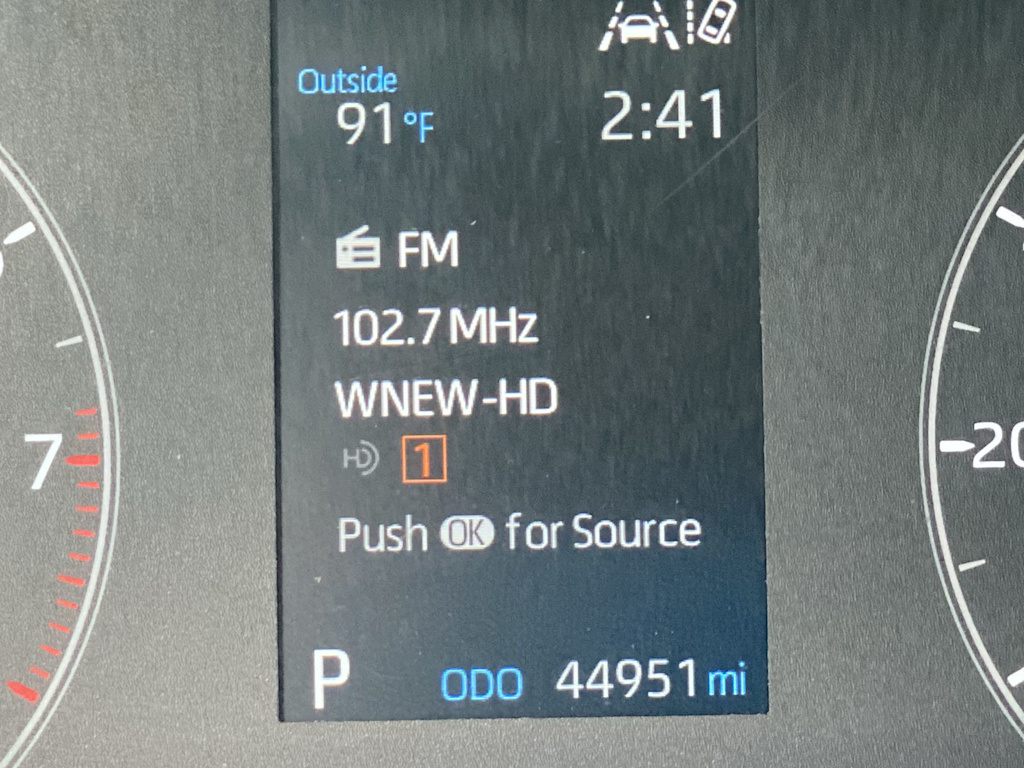 Outside
91 °F
2:41
FM
102.7 MHz
WNEW-HD
HD 1
Push OK for Source
P ODO 44951 mi
7
-20